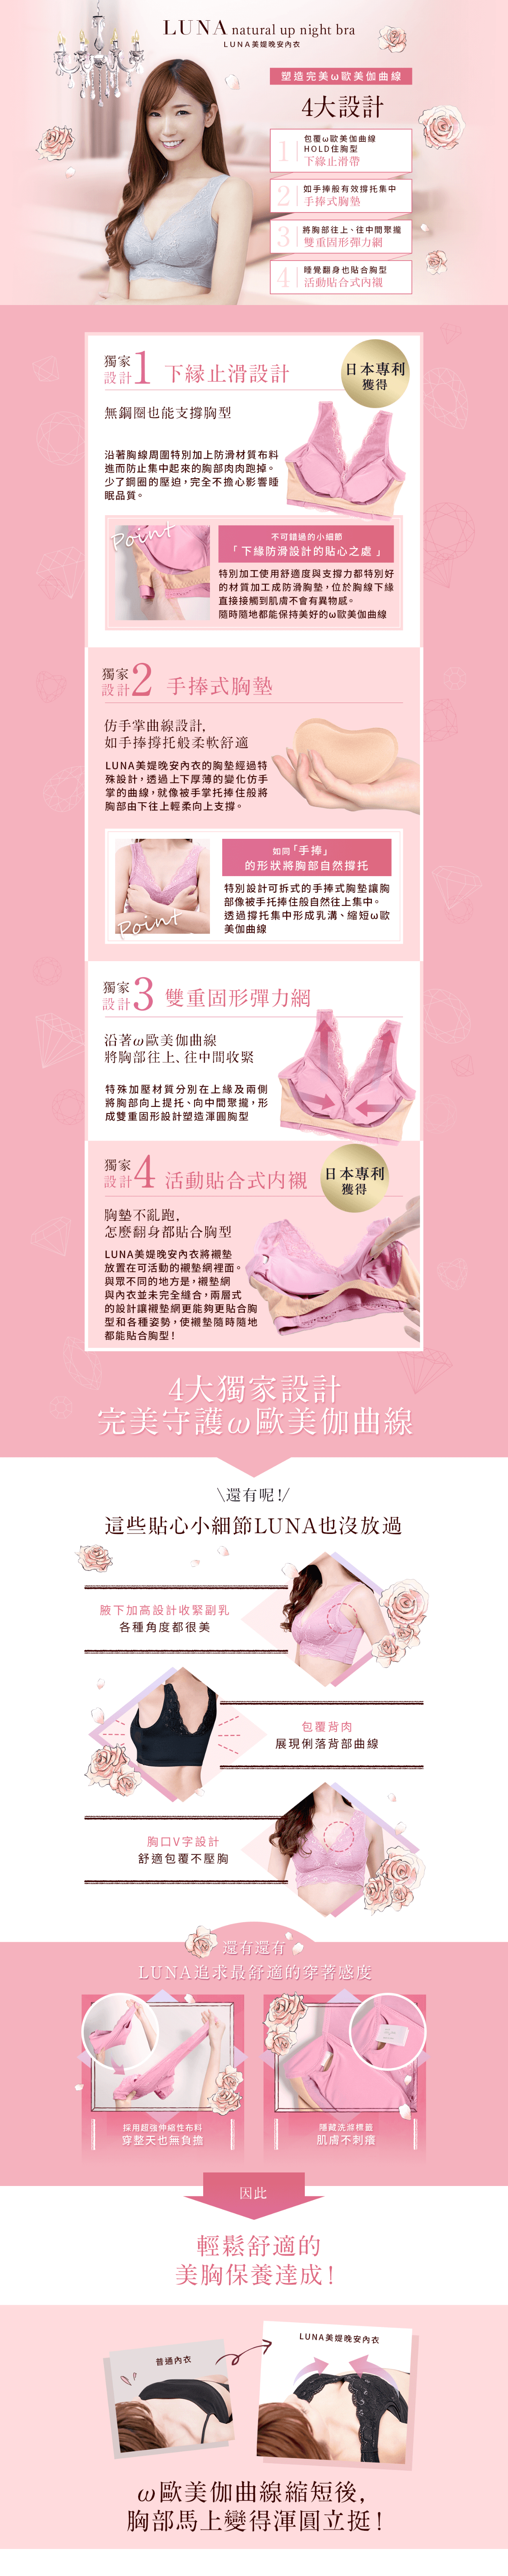 LUNA natural up night bra
LUNA美媞晚安內衣
塑造完美ω歐美伽曲線
4大設計
1
包覆ω歐美伽曲線
HOLD住胸型
下緣止滑帶
2
如手捧般有效撐托集中
手捧式胸墊
3
將胸部往上、往中間聚攏
雙重固形彈力網
4
睡覺翻身也貼合胸型
活動貼合式內襯
獨家
設計1 下緣止滑設計
日本專利
獲得
無鋼圈也能支撐胸型
沿著胸線周圍特別加上防滑材質布料
進而防止集中起來的胸部肉肉跑掉。
少了鋼圈的壓迫，完全不擔心影響睡
眠品質。
Point
不可錯過的小細節
「 下緣防滑設計的貼心之處 」
特別加工使用舒適度與支撐力都特別好
的材質加工成防滑胸墊，位於胸線下緣
直接接觸到肌膚不會有異物感。
隨時隨地都能保持美好的ω歐美伽曲線
獨家
設計2 手捧式胸墊
仿手掌曲線設計，
如手捧撐托般柔軟舒適
LUNA美媞晚安內衣的胸墊經過特
殊設計，透過上下厚薄的變化仿手
掌的曲線，就像被手掌托捧住般將
胸部由下往上輕柔向上支撐。
Point
如同「手捧」
的形狀將胸部自然撐托
特別設計可拆式的手捧式胸墊讓胸
部像被手托捧住般自然往上集中。
透過撐托集中形成乳溝、縮短ω歐
美伽曲線
獨家
設計3 雙重固形彈力網
沿著ω歐美伽曲線
將胸部往上、往中間收緊
特殊加壓材質分別在上緣及兩側
將胸部向上提托、向中間聚攏，形
成雙重固形設計塑造渾圓胸型
獨家
設計4 活動貼合式內襯
日本專利
獲得
胸墊不亂跑，
怎麼翻身都貼合胸型
LUNA美媞晚安內衣將襯墊
放置在可活動的襯墊網裡面。
與眾不同的地方是，襯墊網
與內衣並未完全縫合，兩層式
的設計讓襯墊網更能夠更貼合胸
型和各種姿勢，使襯墊隨時隨地
都能貼合胸型！
4大獨家設計
完美守護ω歐美伽曲線
\還有呢！/
這些貼心小細節LUNA也沒放過
腋下加高設計收緊副乳
各種角度都很美
包覆背肉
展現俐落背部曲線
胸口V字設計
舒適包覆不壓胸
還有還有
LUNA追求最舒適的穿著感度
採用超強伸縮性布料
穿整天也無負擔
隱藏洗滌標籤
肌膚不刺癢
因此
輕鬆舒適的
美胸保養達成！
普通內衣
LUNA美媞晚安內衣
ω歐美伽曲線縮短後，
胸部馬上變得渾圓立挺！